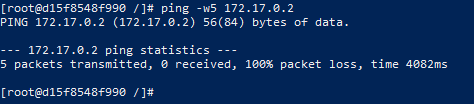 [root@d15f8548f990 /]# ping -w5 172.17.0.2
PING 172.17.0.2 (172.17.0.2) 56(84) bytes of data.
--- 172.17.0.2 ping statistics ---
5 packets transmitted, 0 received, 100% packet loss, time 4082ms
[root@d15f8548f990 /]#